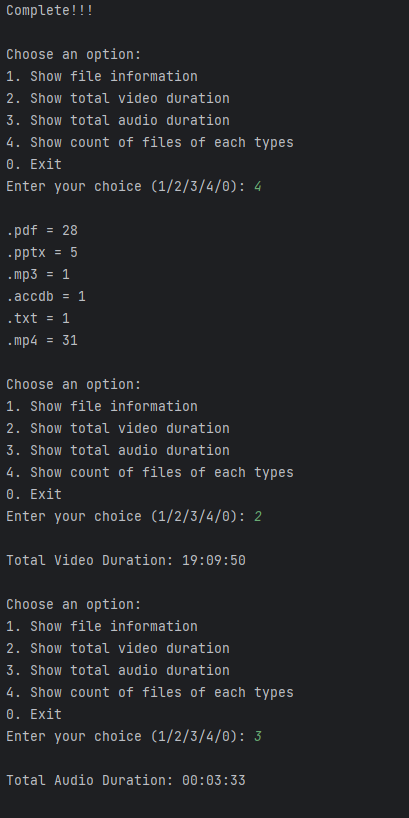 Complete!!!
Choose an option:
1. Show file information
2. Show total video duration
3. Show total audio duration
4. Show count of files of each types
0. Exit
Enter your choice (1/2/3/4/0): 4
.pdf = 28
.pptx = 5
.mp3 = 1
.accdb = 1
.txt = 1
.mp4 = 31
Choose an option:
1. Show file information
2. Show total video duration
3. Show total audio duration
4. Show count of files of each types
0. Exit
Enter your choice (1/2/3/4/0): 2
Total Video Duration: 19:09:50
Choose an option:
1. Show file information
2. Show total video duration
3. Show total audio duration
4. Show count of files of each types
0. Exit
Enter your choice (1/2/3/4/0): 3
Total Audio Duration: 00:03:33